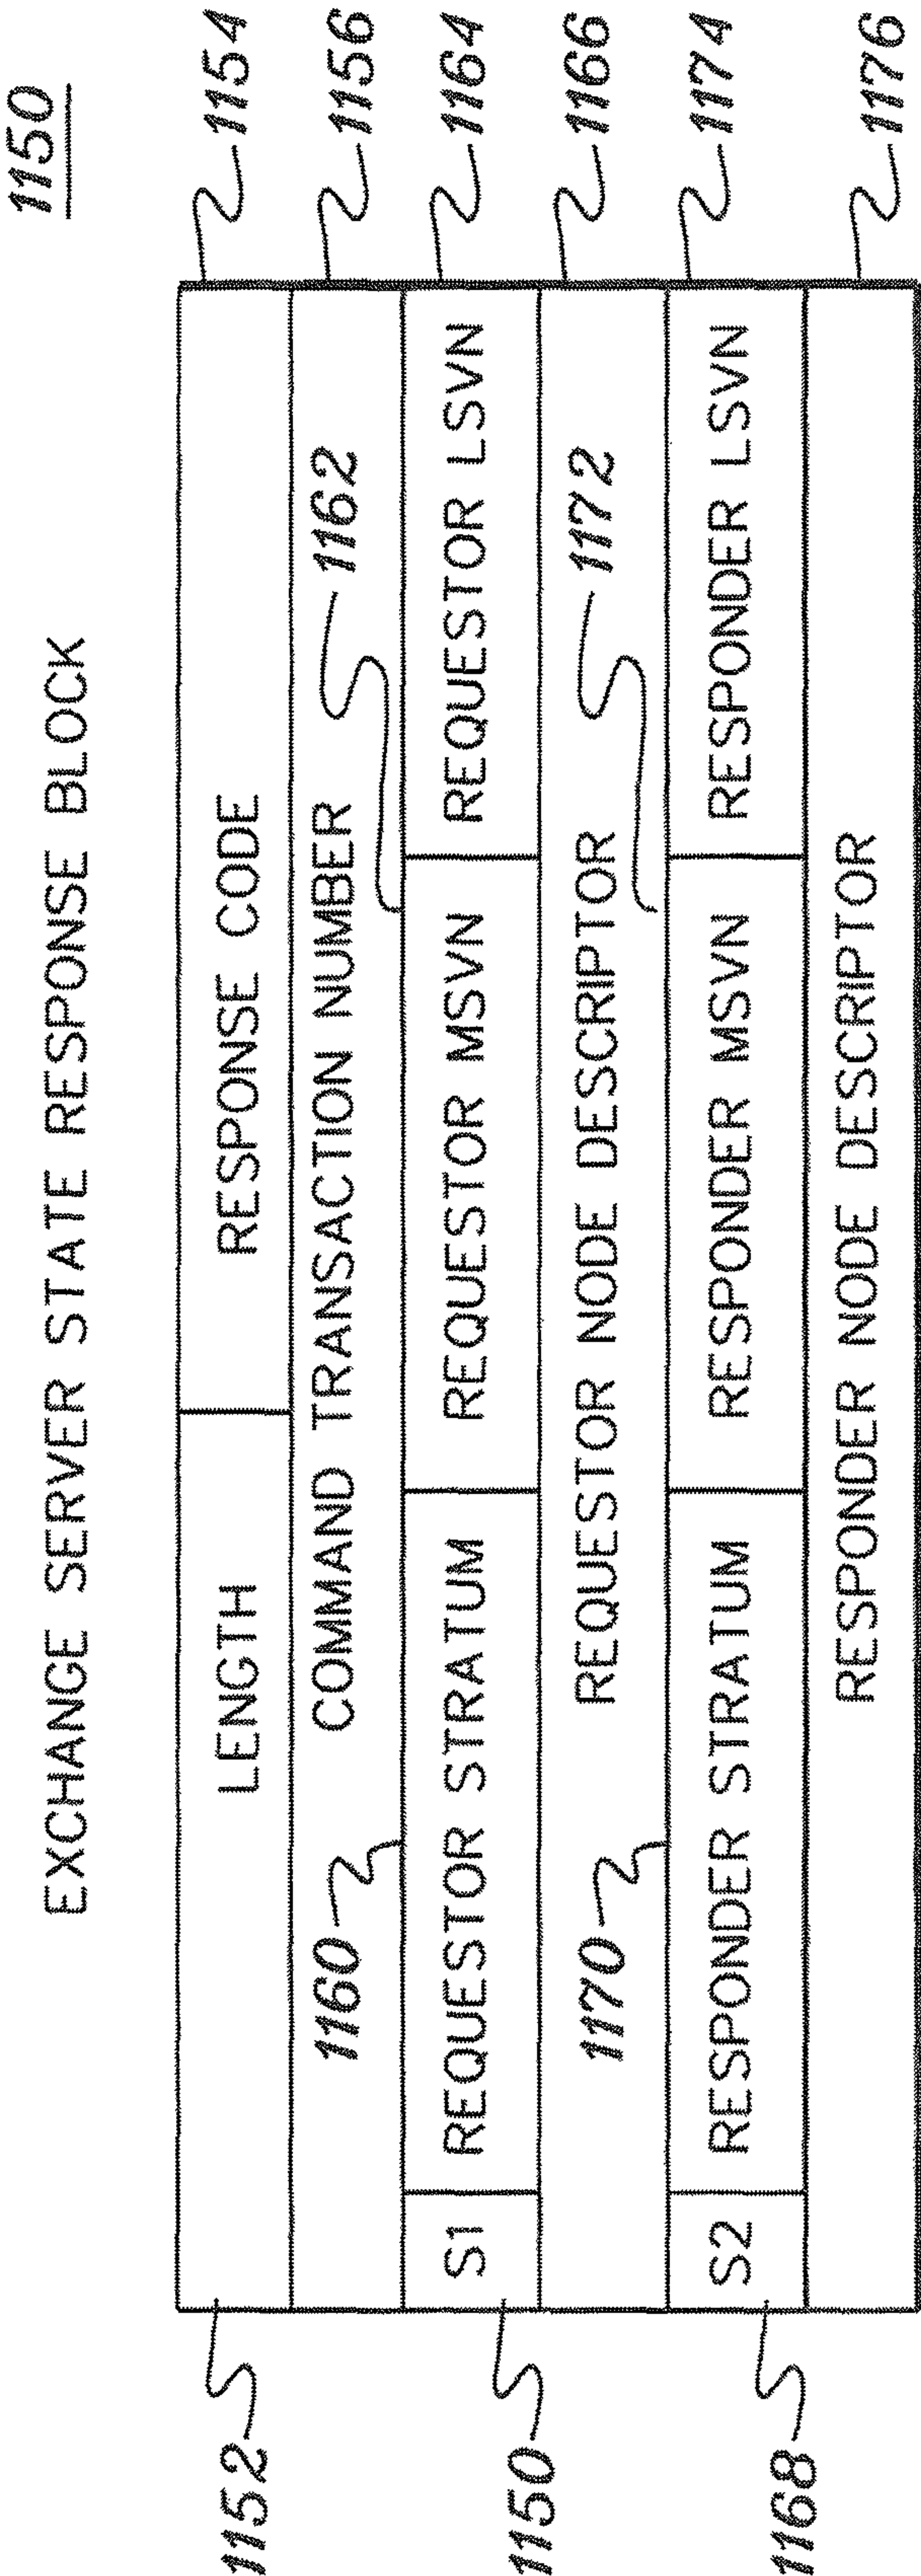 1150
EXCHANGE SERVER STATE RESPONSE BLOCK
1152 LENGTH RESPONSE CODE 1154
COMMAND TRANSACTION NUMBER 1156
1160 1162
1150 S1 REQUESTOR STRATUM REQUESTOR MSVN REQUESTOR LSVN 1164
REQUESTOR NODE DESCRIPTOR 1166
1170 1172
1168 S2 RESPONDER STRATUM RESPONDER MSVN RESPONDER LSVN 1174
RESPONDER NODE DESCRIPTOR 1176